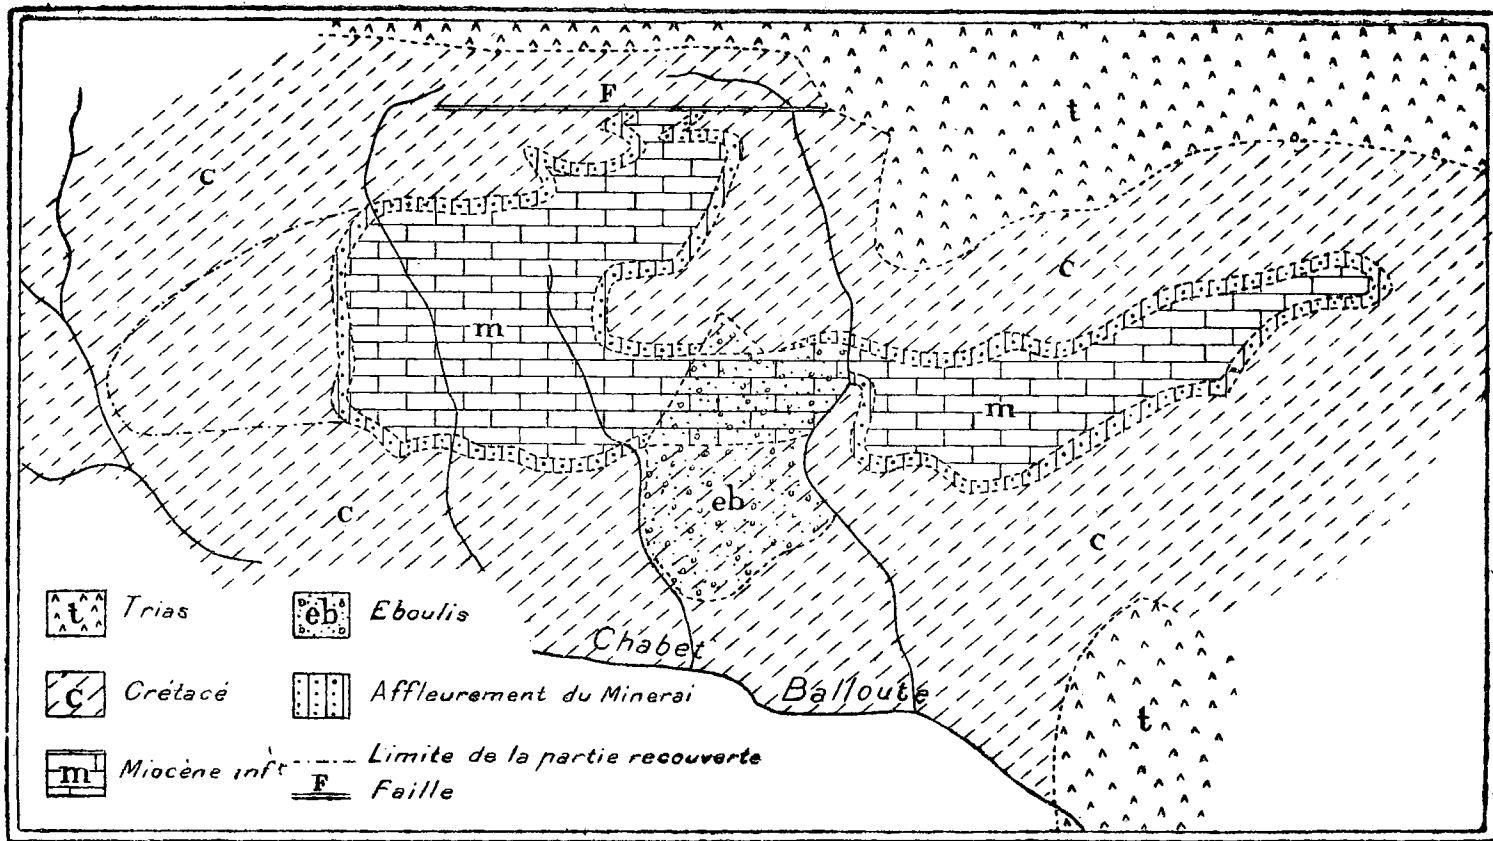 F
t
c
c
m
m
eb
c
c
t
Chabet
Balloute
t Trias
c Crétacé
m Miocène infr
eb Eboulis
Affleurement du Minerai
Limite de la partie recouverte
F Faille